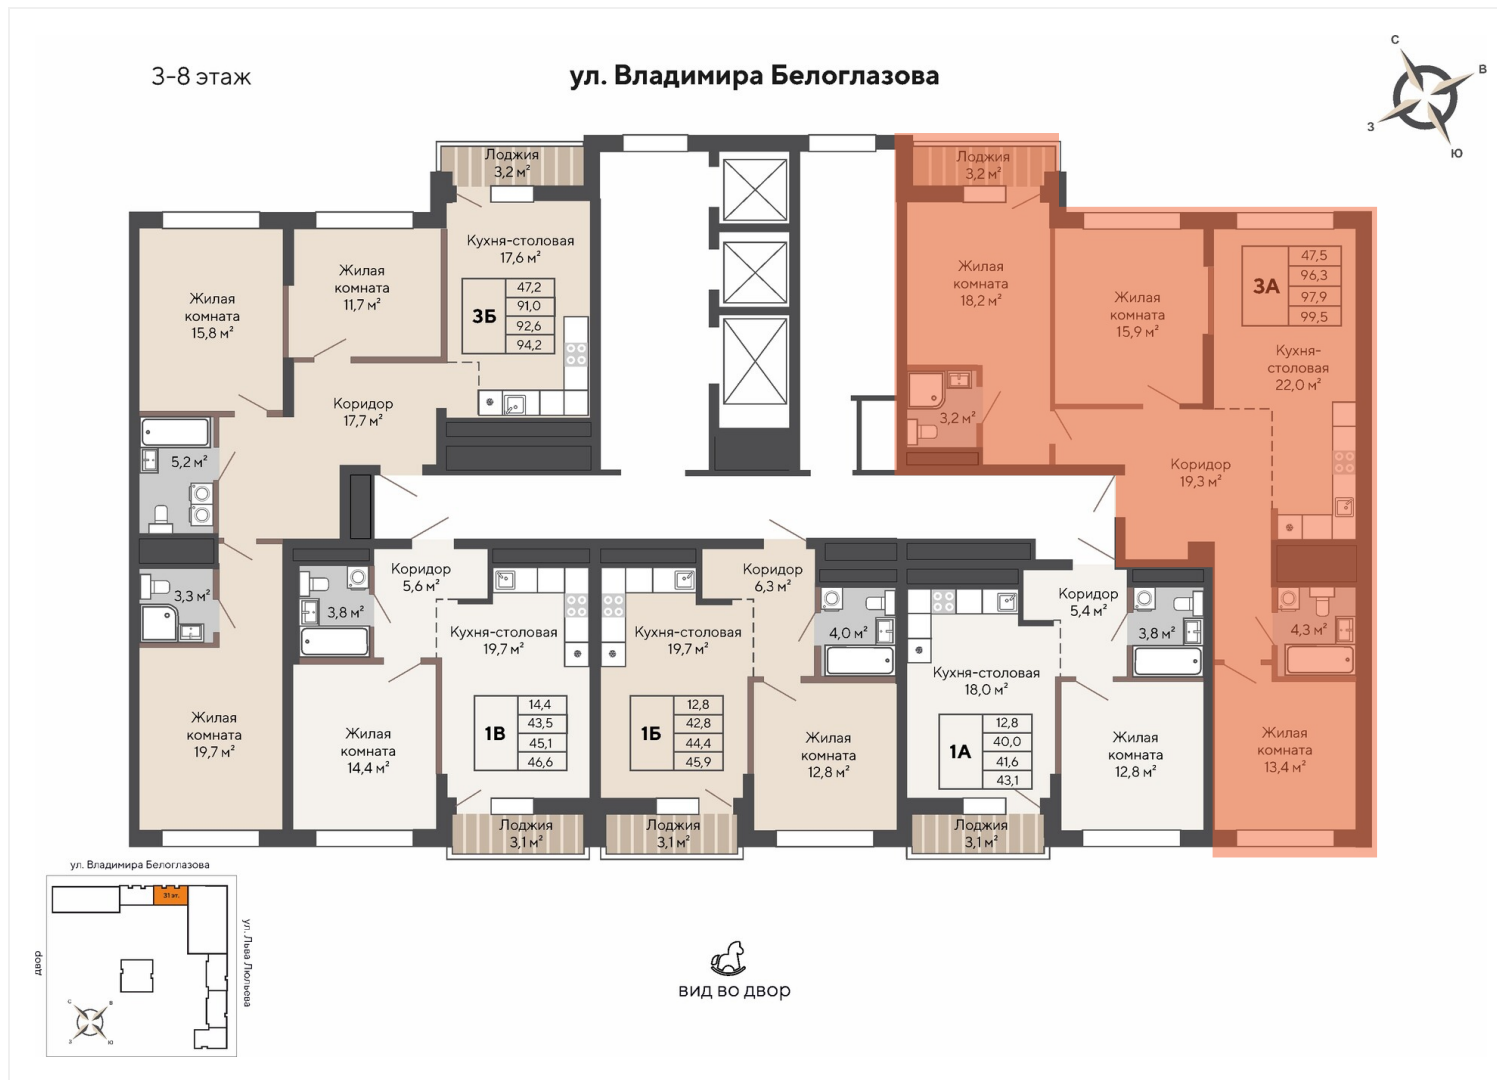 3-8 этаж
ул. Владимира Белоглазова
С
В
З
Ю
Лоджия
3,2 м²
Кухня-столовая
17,6 м²
Жилая
комната
11,7 м²
Жилая
комната
15,8 м²
3Б
47,2
91,0
92,6
94,2
Коридор
17,7 м²
5,2 м²
3,3 м²
Жилая
комната
19,7 м²
Лоджия
3,2 м²
Жилая
комната
18,2 м²
Жилая
комната
15,9 м²
3А
47,5
96,3
97,9
99,5
Кухня-
столовая
22,0 м²
3,2 м²
Коридор
19,3 м²
4,3 м²
Жилая
комната
13,4 м²
Коридор
5,6 м²
3,8 м²
Кухня-столовая
19,7 м²
Жилая
комната
14,4 м²
1В
14,4
43,5
45,1
46,6
Лоджия
3,1 м²
Коридор
6,3 м²
4,0 м²
Кухня-столовая
19,7 м²
1Б
12,8
42,8
44,4
45,9
Жилая
комната
12,8 м²
Лоджия
3,1 м²
Коридор
5,4 м²
3,8 м²
Кухня-столовая
18,0 м²
1А
12,8
40,0
41,6
43,1
Жилая
комната
12,8 м²
Лоджия
3,1 м²
ул. Владимира Белоглазова
31 эт.
двор
ул. Льва Люльева
С
В
З
Ю
вид во двор